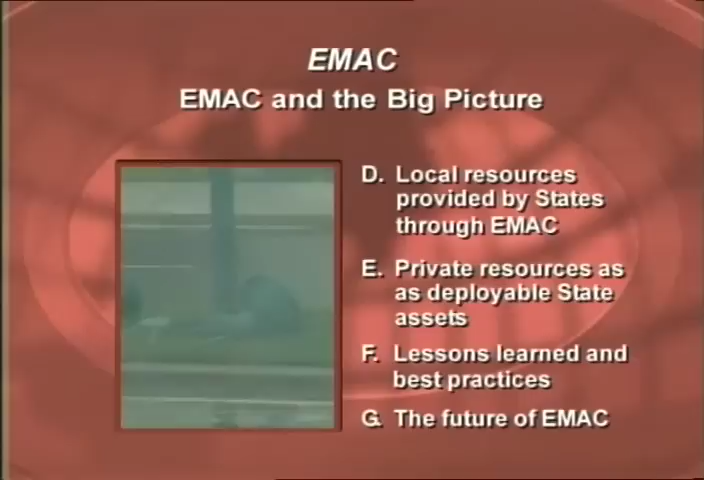 EMAC
EMAC and the Big Picture
D. Local resources
provided by States
through EMAC
E. Private resources as
as deployable State
assets
F. Lessons learned and
best practices
G. The future of EMAC